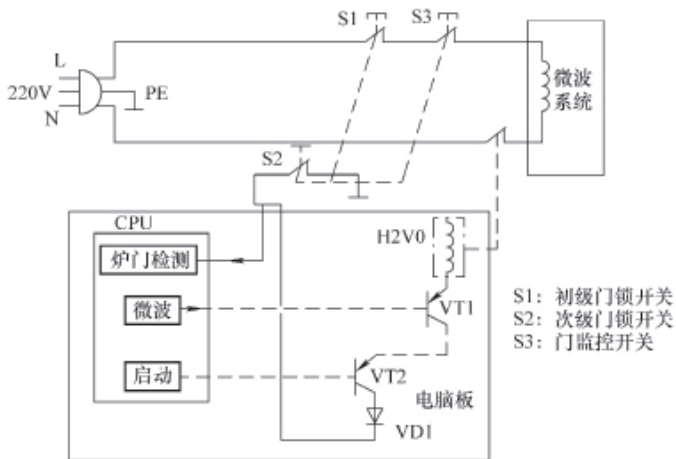 S1
S3
L
220V
PE
N
微波
系统
S2
CPU
H2V0
炉门检测
微波
VT1
启动
VT2
电脑板
VD1
S1：初级门锁开关
S2：次级门锁开关
S3：门监控开关